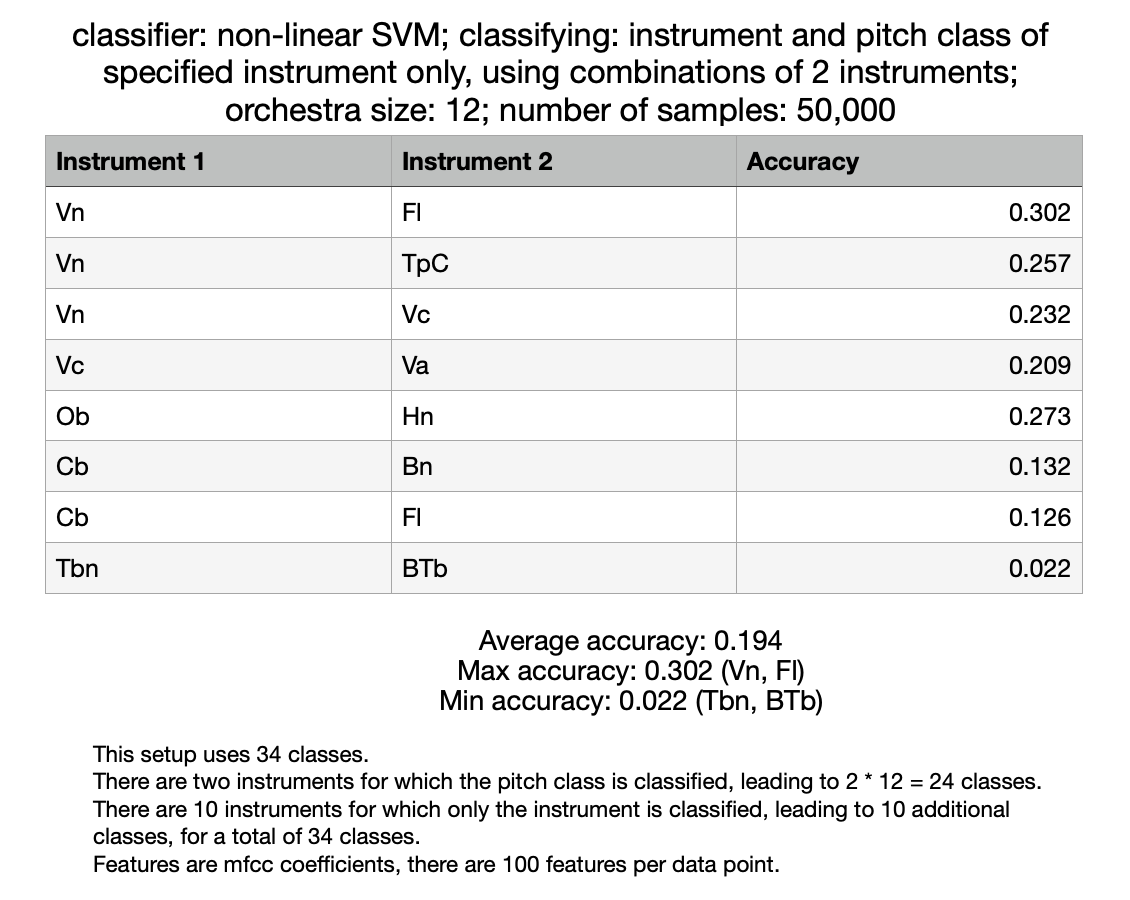 classifier: non-linear SVM; classifying: instrument and pitch class of
specified instrument only, using combinations of 2 instruments;
orchestra size: 12; number of samples: 50,000
Instrument 1 Instrument 2 Accuracy
Vn Fl 0.302
Vn TpC 0.257
Vn Vc 0.232
Vc Va 0.209
Ob Hn 0.273
Cb Bn 0.132
Cb Fl 0.126
Tbn BTb 0.022
Average accuracy: 0.194
Max accuracy: 0.302 (Vn, Fl)
Min accuracy: 0.022 (Tbn, BTb)
This setup uses 34 classes.
There are two instruments for which the pitch class is classified, leading to 2 * 12 = 24 classes.
There are 10 instruments for which only the instrument is classified, leading to 10 additional
classes, for a total of 34 classes.
Features are mfcc coefficients, there are 100 features per data point.